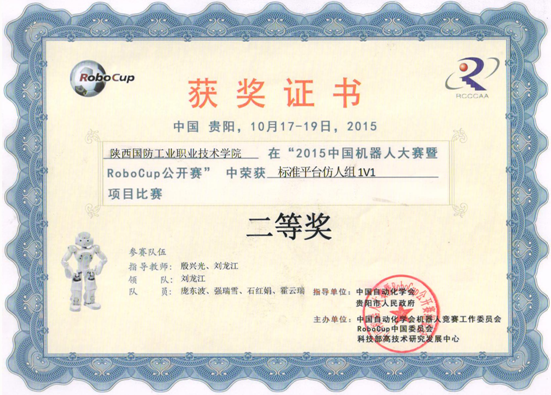 RoboCup
RCCCAA
获奖证书
中国 贵阳，10月17-19日，2015
陕西国防工业职业技术学院 在“2015中国机器人大赛暨
RoboCup公开赛” 中荣获 标准平台仿人组1V1
项目比赛
二等奖
参赛队伍
指导教师： 殷兴光、刘龙江
领 队： 刘龙江
队 员： 庞东波、强瑞雪、石红娟、霍云瑞
指导单位： 中国自动化学会
贵阳市人民政府
主办单位： 中国自动化学会机器人竞赛工作委员会
RoboCup中国委员会
科技部高技术研究发展中心